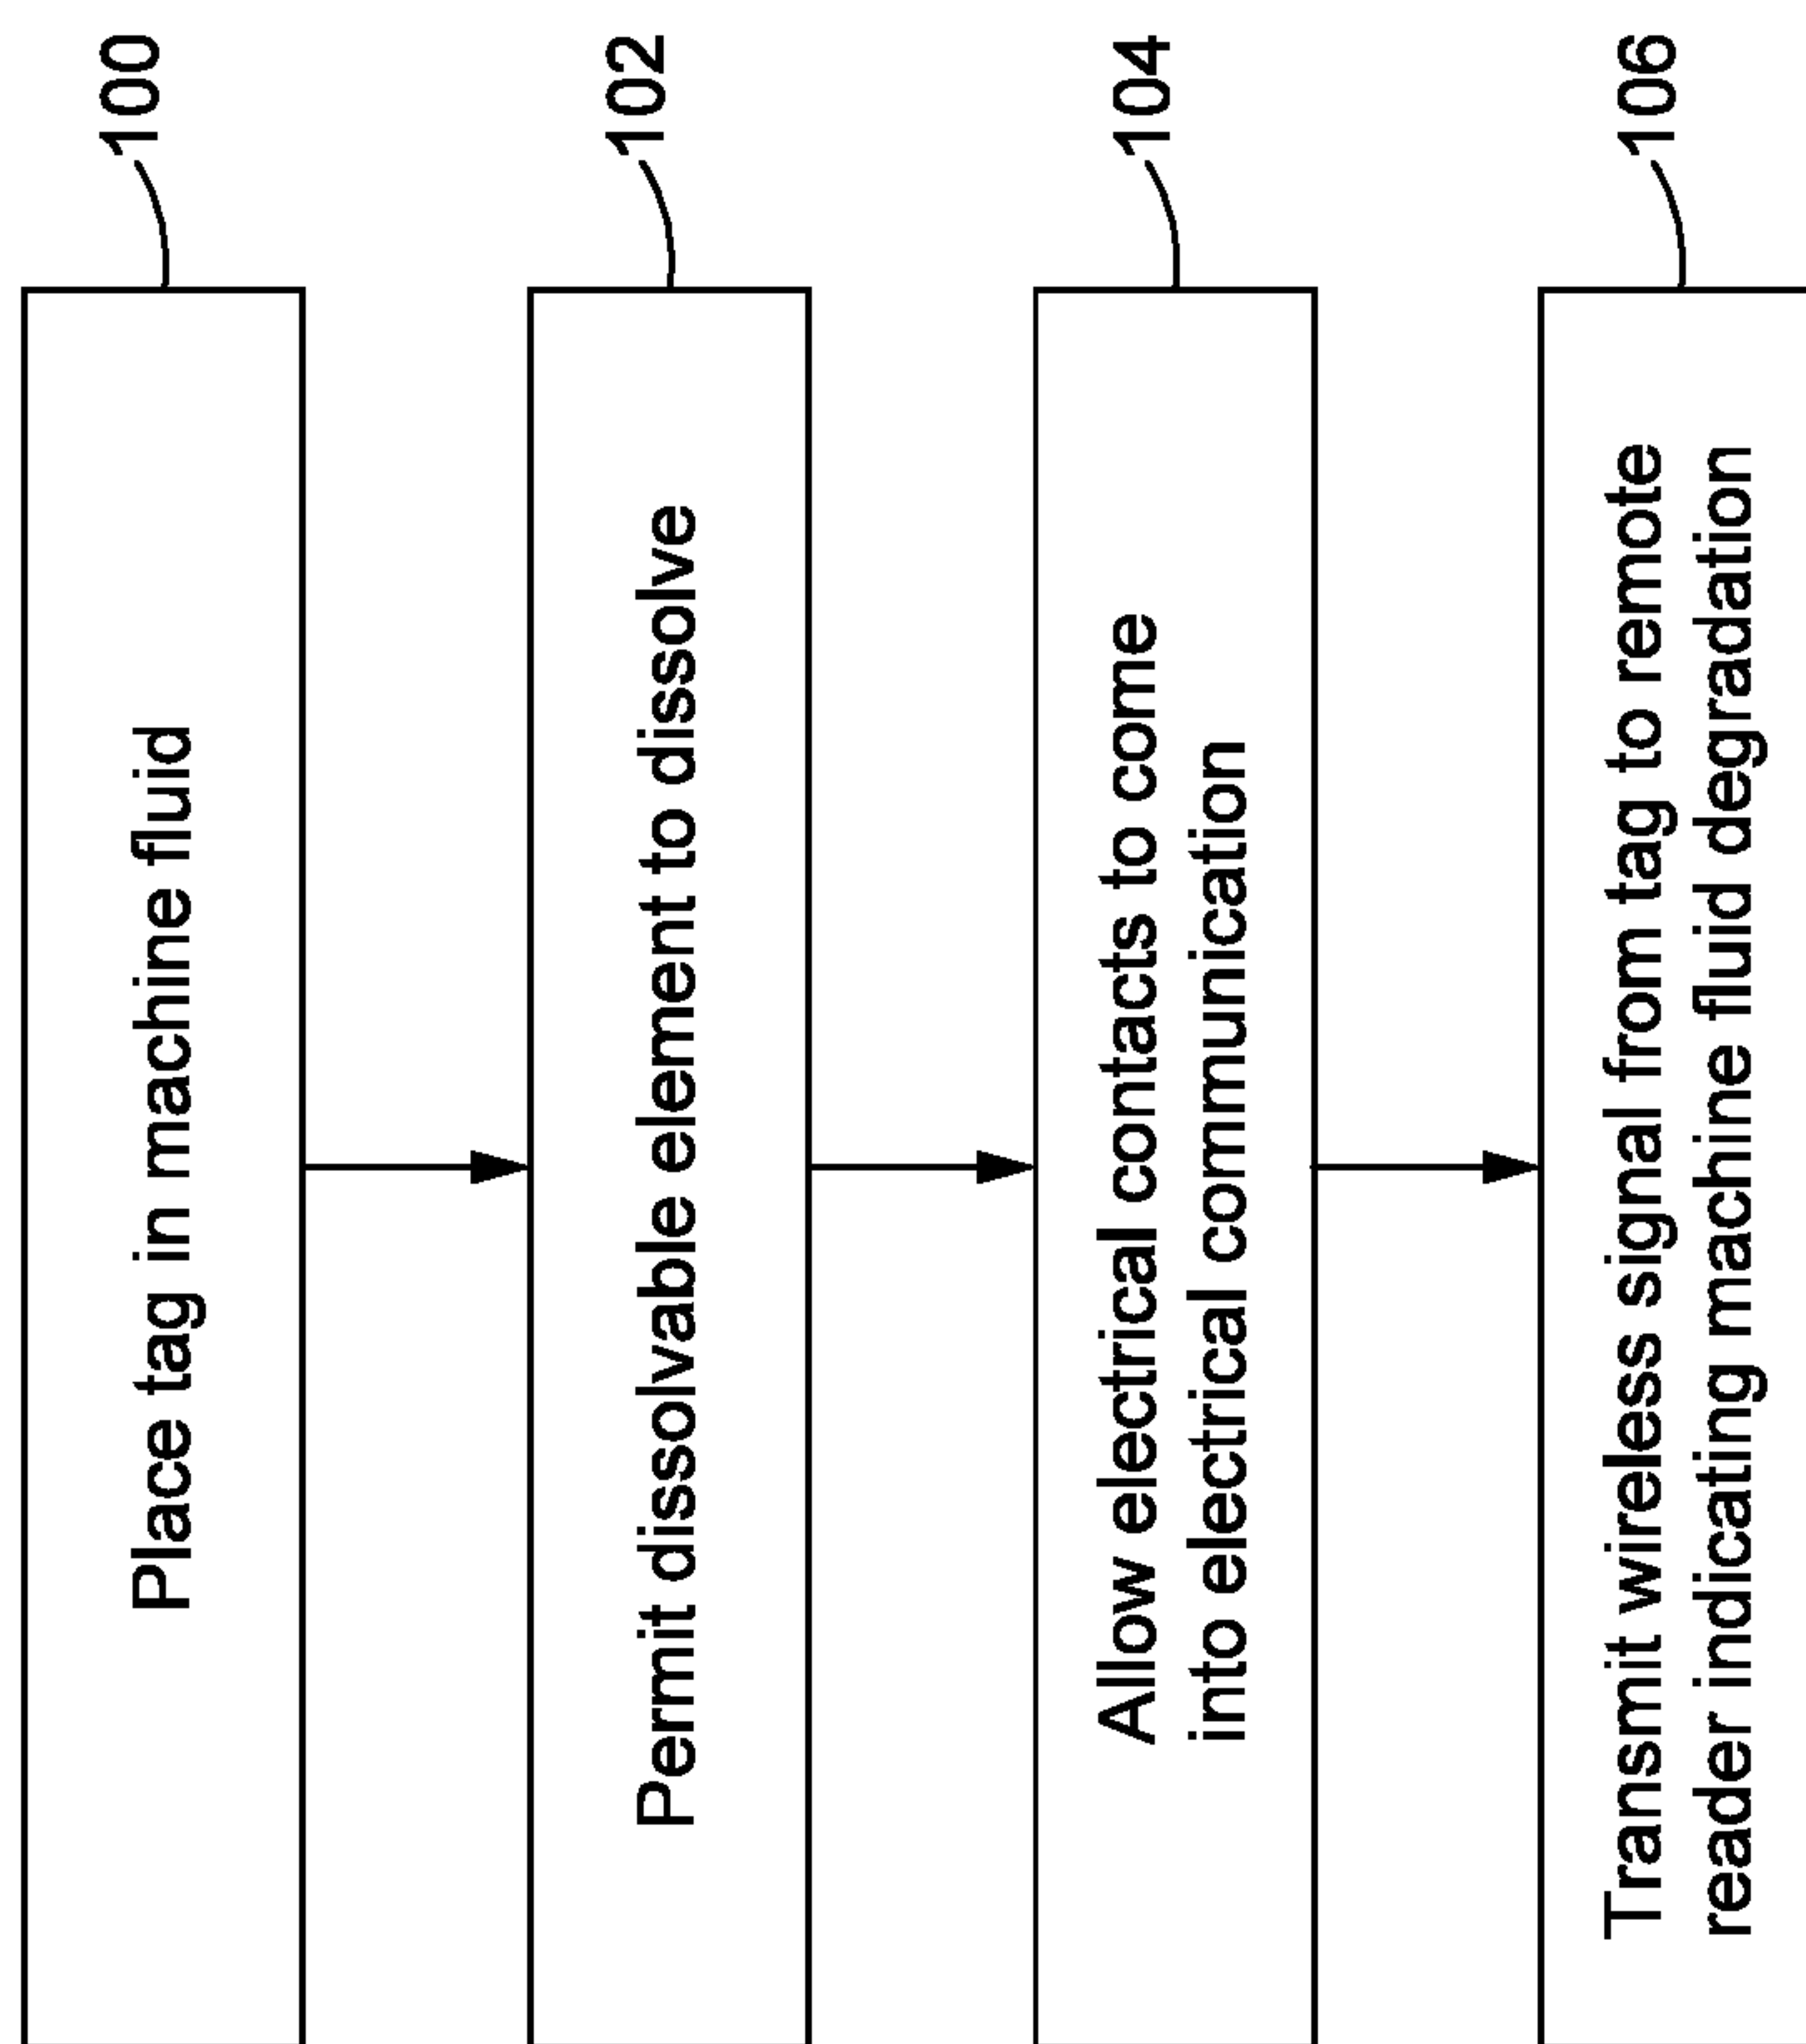 Place tag in machine fluid
100
Permit dissolvable element to dissolve
102
Allow electrical contacts to come
into electrical communication
104
Transmit wireless signal from tag to remote
reader indicating machine fluid degradation
106